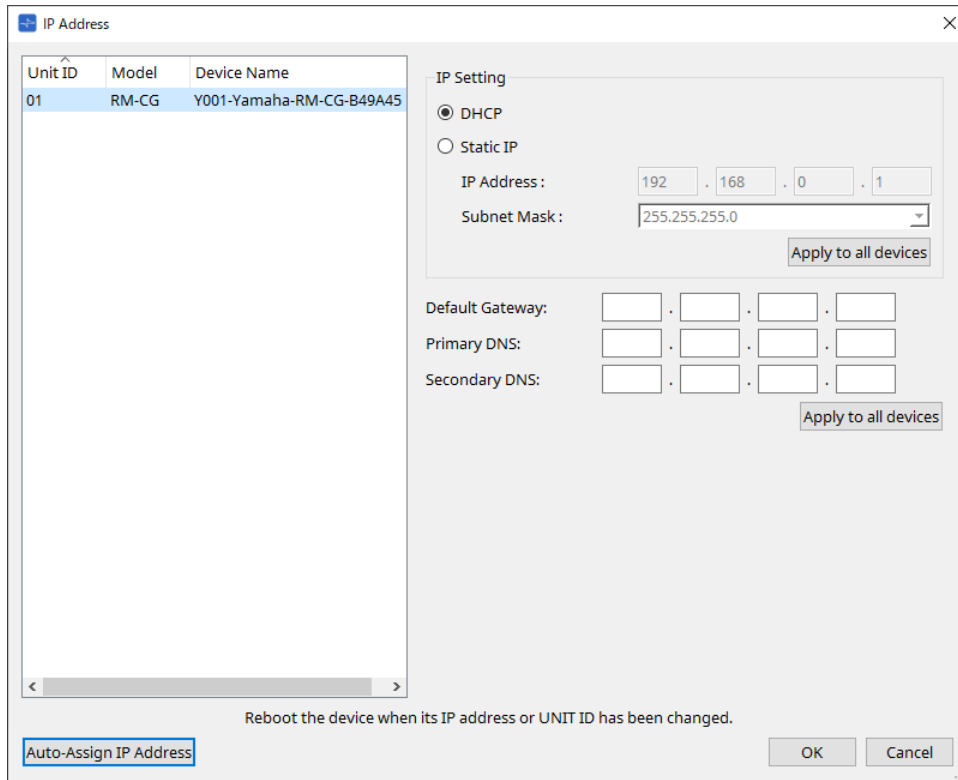 IP Address
Unit ID Model Device Name
01 RM-CG Y001-Yamaha-RM-CG-B49A45
IP Setting
DHCP
Static IP
IP Address : 192 . 168 . 0 . 1
Subnet Mask : 255.255.255.0
Apply to all devices
Default Gateway: . . .
Primary DNS: . . .
Secondary DNS: . . .
Apply to all devices
Reboot the device when its IP address or UNIT ID has been changed.
Auto-Assign IP Address OK Cancel